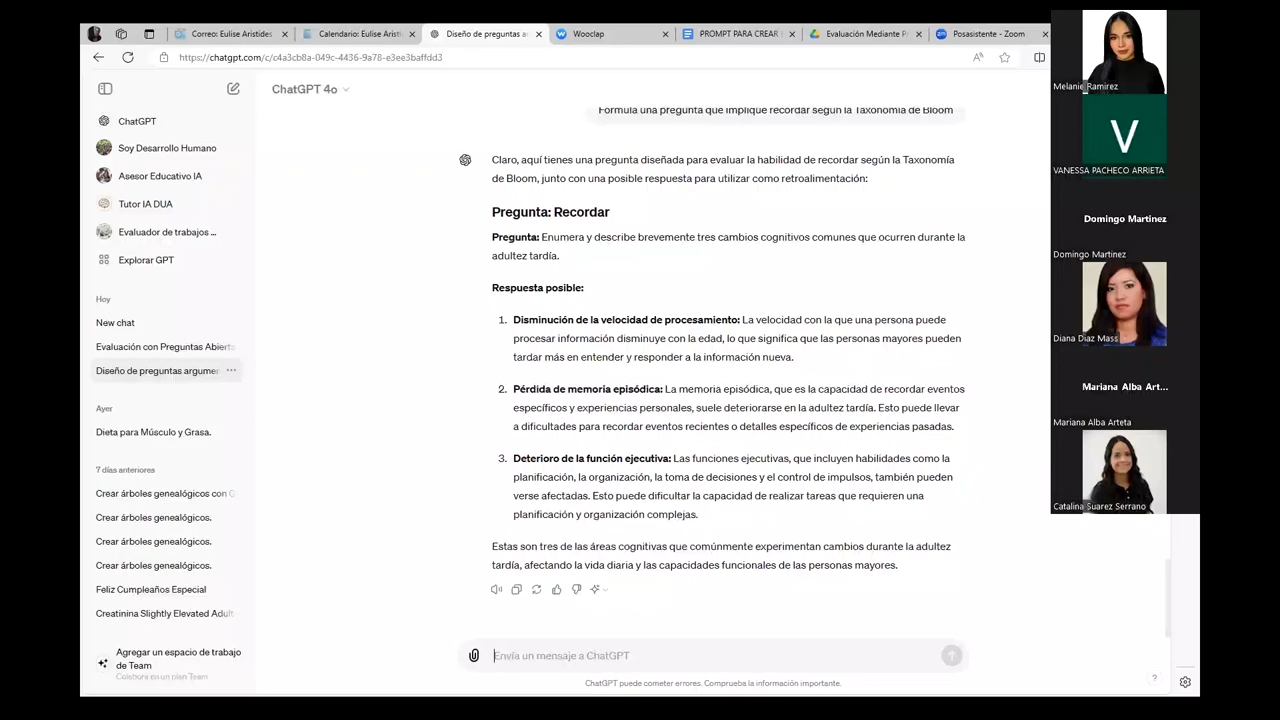 Correo: Eulise Aristides
Calendario: Eulise Aristi
Diseño de preguntas a
Wooclap
PROMPT PARA CREAR
Evaluación Mediante P
Posasistente - Zoom
https://chatgpt.com/c/c4a3cb8a-049c-4436-9a78-e3ee3baffdd3
ChatGPT 4o
ChatGPT
Soy Desarrollo Humano
Asesor Educativo IA
Tutor IA DUA
Evaluador de trabajos ...
Explorar GPT
Hoy
New chat
Evaluación con Preguntas Abierta
Diseño de preguntas argumen
Ayer
Dieta para Músculo y Grasa.
7 días anteriores
Crear árboles genealógicos con G
Crear árboles genealógicos.
Crear árboles genealógicos.
Crear árboles genealógicos.
Feliz Cumpleaños Especial
Creatinina Slightly Elevated Adult
Agregar un espacio de trabajo
de Team
Colabora en un plan Team
Formula una pregunta que implique recordar según la Taxonomía de Bloom
Claro, aquí tienes una pregunta diseñada para evaluar la habilidad de recordar según la Taxonomía
de Bloom, junto con una posible respuesta para utilizar como retroalimentación:
Pregunta: Recordar
Pregunta: Enumera y describe brevemente tres cambios cognitivos comunes que ocurren durante la
adultez tardía.
Respuesta posible:
1. Disminución de la velocidad de procesamiento: La velocidad con la que una persona puede
procesar información disminuye con la edad, lo que significa que las personas mayores pueden
tardar más en entender y responder a la información nueva.
2. Pérdida de memoria episódica: La memoria episódica, que es la capacidad de recordar eventos
específicos y experiencias personales, suele deteriorarse en la adultez tardía. Esto puede llevar
a dificultades para recordar eventos recientes o detalles específicos de experiencias pasadas.
3. Deterioro de la función ejecutiva: Las funciones ejecutivas, que incluyen habilidades como la
planificación, la organización, la toma de decisiones y el control de impulsos, también pueden
verse afectadas. Esto puede dificultar la capacidad de realizar tareas que requieren una
planificación y organización complejas.
Estas son tres de las áreas cognitivas que comúnmente experimentan cambios durante la adultez
tardía, afectando la vida diaria y las capacidades funcionales de las personas mayores.
Envía un mensaje a ChatGPT
ChatGPT puede cometer errores. Comprueba la información importante.
?
Melanie Ramirez
V
VANESSA PACHECO ARRIETA
Domingo Martinez
Domingo Martinez
Diana Diaz Mass
Mariana Alba Art...
Mariana Alba Arteta
Catalina Suarez Serrano